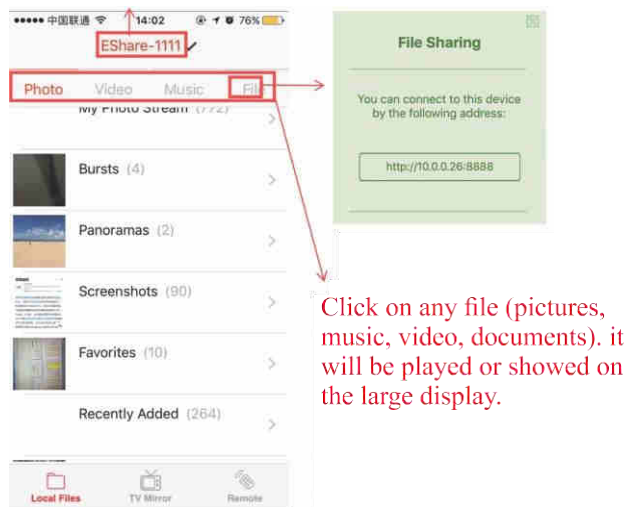 中国联通 14:02 76%
EShare-1111
Photo Video Music File
My Photo Stream (772)
Bursts (4)
Panoramas (2)
Screenshots (90)
Favorites (10)
Recently Added (264)
Local Files TV Mirror Remote
File Sharing
You can connect to this device
by the following address:
http://10.0.0.26:8888
Click on any file (pictures,
music, video, documents). it
will be played or showed on
the large display.